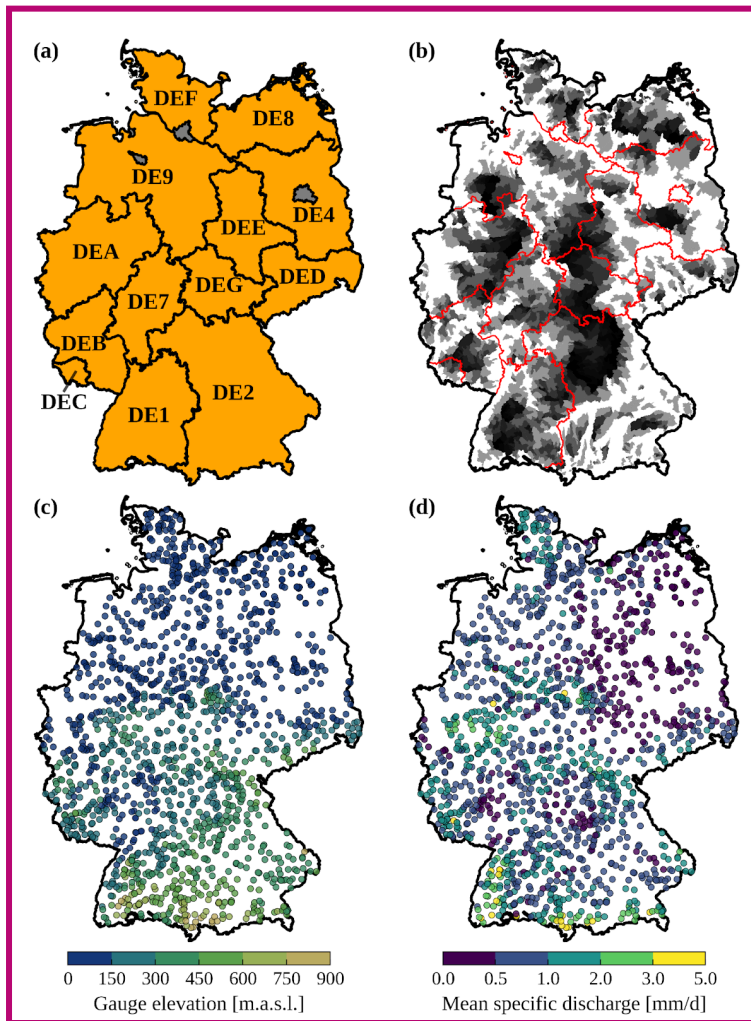 (a)
(b)
DEF
DE8
DE9
DE4
DEE
DEA
DED
DEG
DE7
DEB
DEC
DE2
DE1
(c)
(d)
0 150 300 450 600 750 900
Gauge elevation [m.a.s.l.]
0.0 0.5 1.0 2.0 3.0 5.0
Mean specific discharge [mm/d]